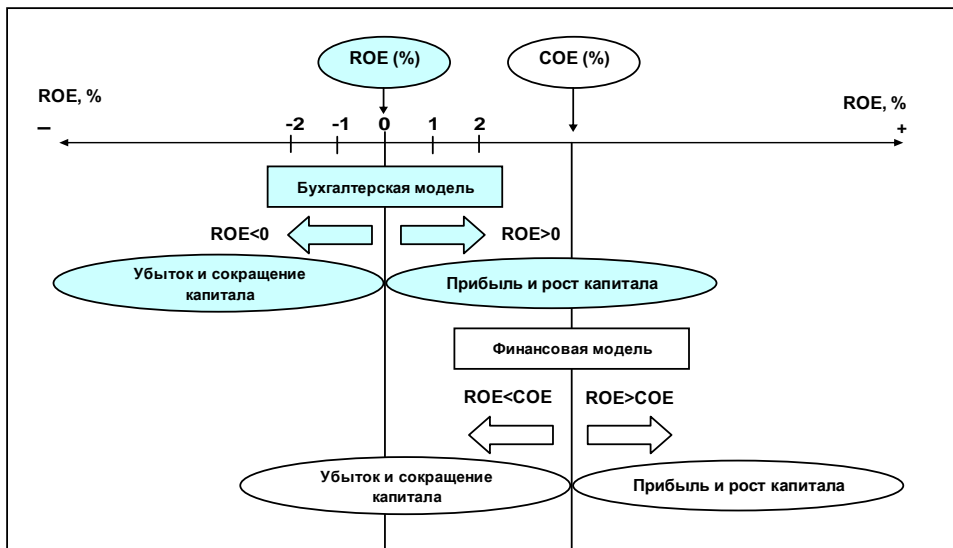 ROE (%)
COE (%)
ROE, %
ROE, %
–
+
-2 -1 0 1 2
Бухгалтерская модель
ROE<0
ROE>0
Убыток и сокращение
капитала
Прибыль и рост капитала
Финансовая модель
ROE<COE
ROE>COE
Убыток и сокращение
капитала
Прибыль и рост капитала